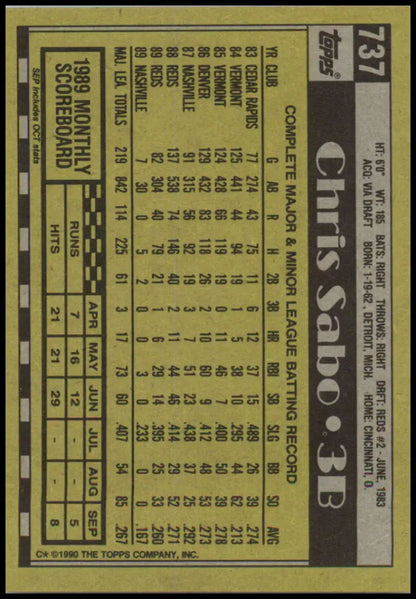 737
Topps®
HT: 6'0" WT: 185 BATS: RIGHT THROWS: RIGHT DRFT: REDS #2 - JUNE, 1983
ACQ: VIA DRAFT BORN: 1-19-62, DETROIT, MICH. HOME: CINCINNATI, O.
Chris Sabo • 3B
COMPLETE MAJOR & MINOR LEAGUE BATTING RECORD
YR CLUB G AB R H 2B 3B HR RBI SB SLG BB SO AVG
83 CEDAR RAPIDS 77 274 43 75 11 6 12 37 15 .489 26 39 .274
84 VERMONT 125 441 44 94 19 1 5 38 10 .295 44 62 .213
85 VERMONT 124 428 119 19 0 11 46 7 .400 50 39 .278
86 DENVER 129 432 83 118 26 2 10 60 9 .412 48 53 .273
87 NASHVILLE 91 315 56 92 19 3 7 51 23 .437 37 25 .292
88 REDS 137 538 74 146 40 2 11 44 46 .414 29 52 .271
89 REDS 82 304 40 79 21 1 6 29 14 .395 25 33 .260
89 NASHVILLE 7 30 0 5 2 0 0 3 0 .233 0 0 .167
MAJ. LEA. TOTALS 219 842 114 225 61 3 17 73 60 .407 54 85 .267
1989 MONTHLY SCOREBOARD
SEP includes OCT stats
APR MAY JUN JUL AUG SEP
RUNS 7 16 12 - - 5
HITS 21 21 29 - - 8
C* ©1990 THE TOPPS COMPANY, INC.